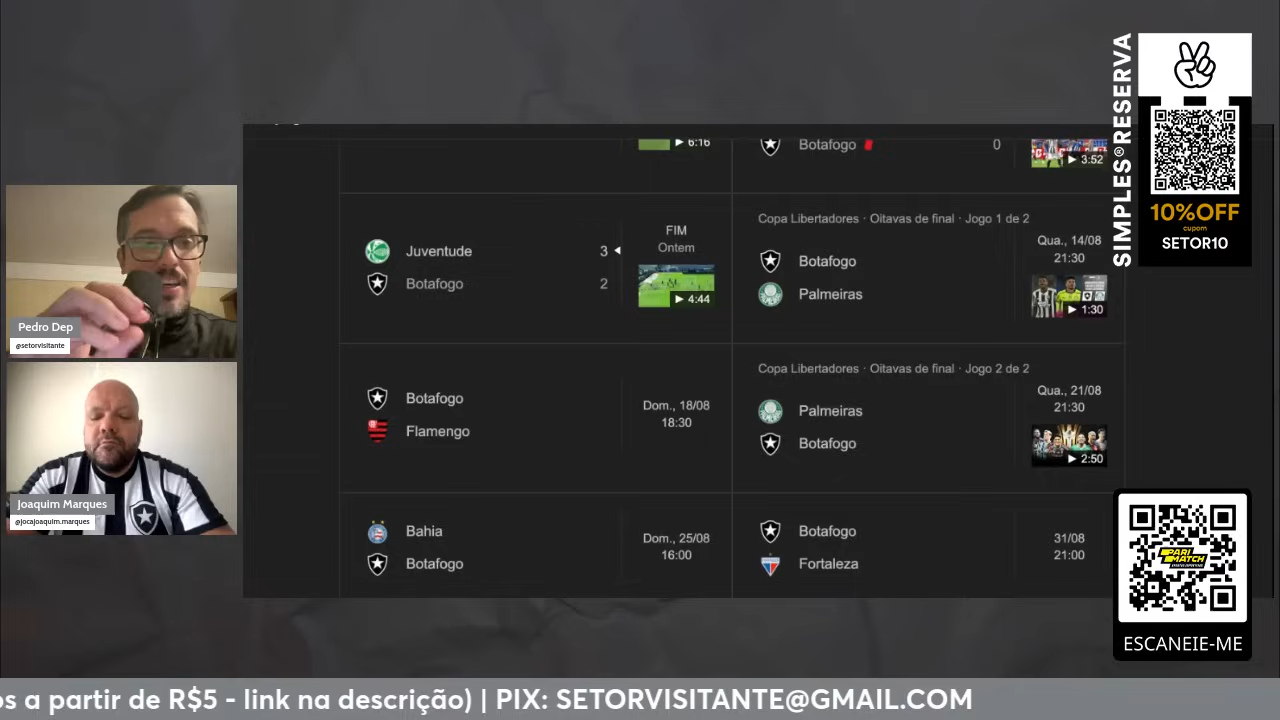 Pedro Dep
@setorvisitante
Joaquim Marques
@jocajoaquim.marques
6:16
Botafogo
0
3:52
Juventude
3
Botafogo
2
FIM
Ontem
4:44
Copa Libertadores · Oitavas de final · Jogo 1 de 2
Botafogo
Palmeiras
Qua., 14/08
21:30
1:30
Botafogo
Flamengo
Dom., 18/08
18:30
Copa Libertadores · Oitavas de final · Jogo 2 de 2
Palmeiras
Botafogo
Qua., 21/08
21:30
2:50
Bahia
Botafogo
Dom., 25/08
16:00
Botafogo
Fortaleza
31/08
21:00
SIMPLES®RESERVA
10%OFF
cupom
SETOR10
PARIMATCH
ESCANEIE-ME
os a partir de R$5 - link na descrição) | PIX: SETORVISITANTE@GMAIL.COM